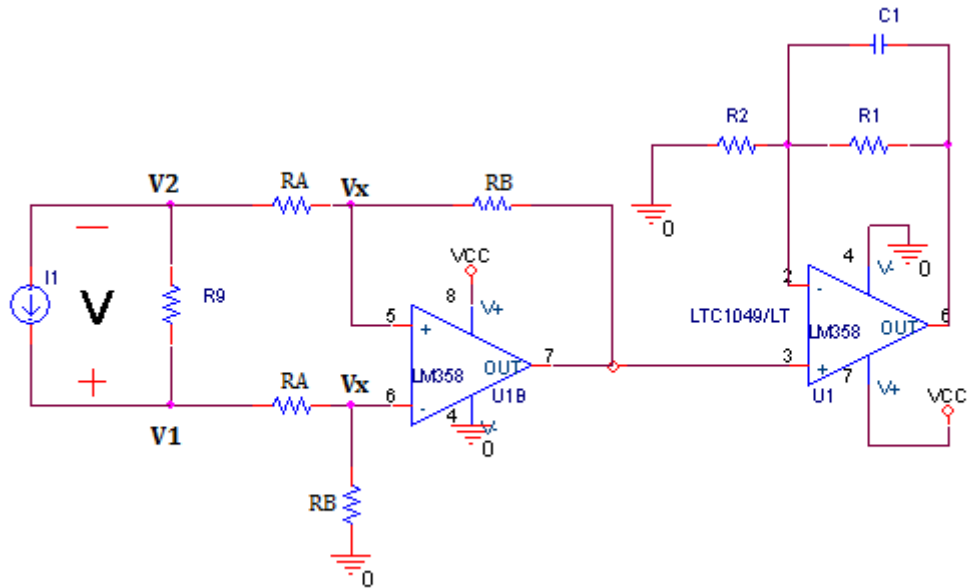 C1
R2
R1
V2
RA
Vx
RB
0
I1
V
R9
VCC
8
V+
5
+
LM358
OUT
7
U1B
6
-
4
V-
0
V1
RA
Vx
RB
0
4
V-
0
2
-
LTC1049/LT
LM358
OUT
6
3
+
7
V+
U1
VCC